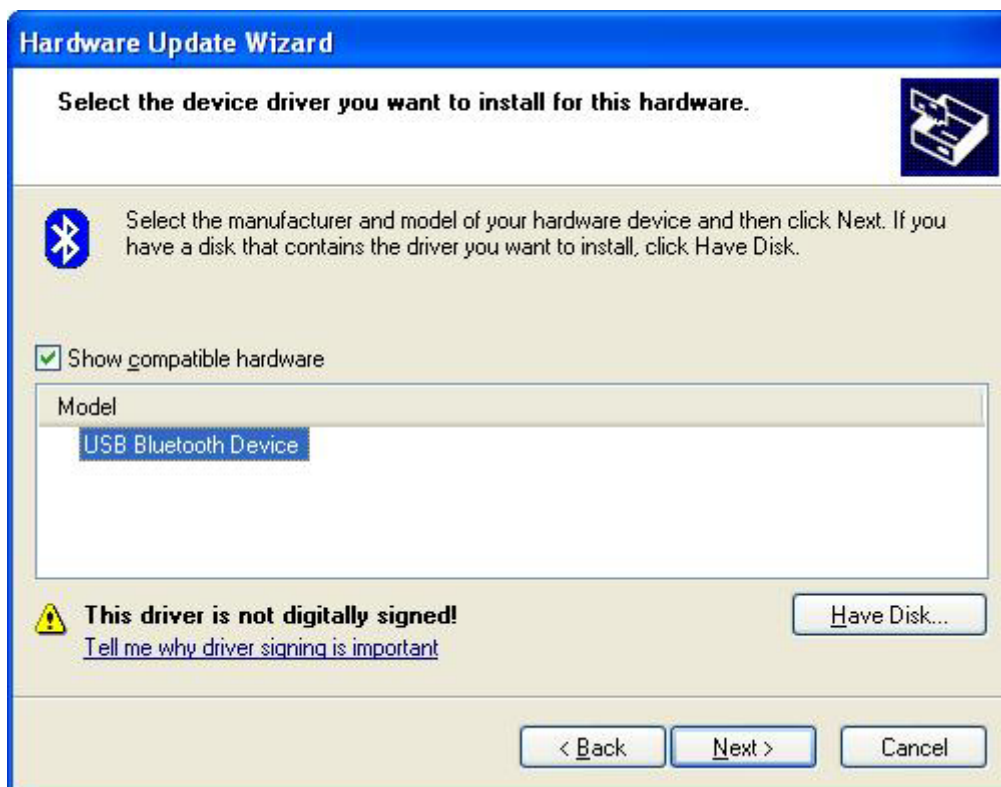 Hardware Update Wizard
Select the device driver you want to install for this hardware.
Select the manufacturer and model of your hardware device and then click Next. If you
have a disk that contains the driver you want to install, click Have Disk.
Show compatible hardware
Model
USB Bluetooth Device
This driver is not digitally signed!
Have Disk...
Tell me why driver signing is important
< Back
Next >
Cancel